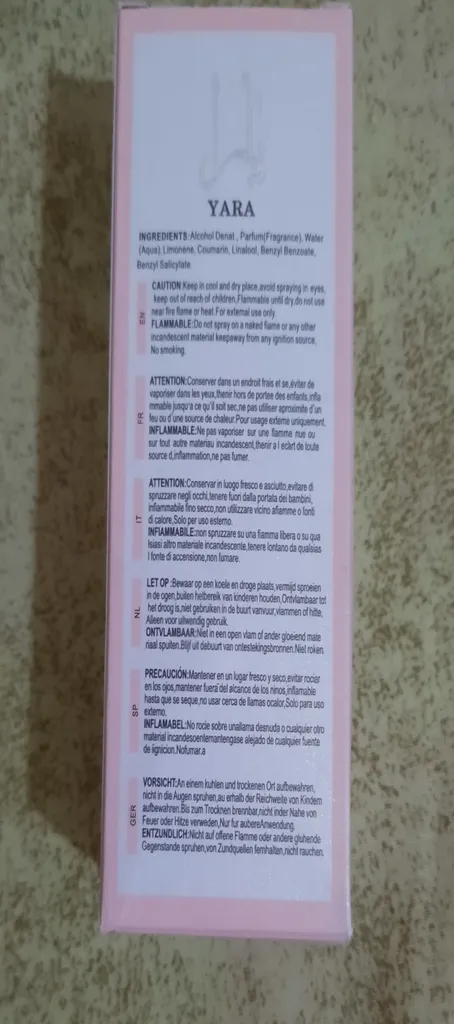 YARA
INGREDIENTS:Alcohol Denat., Parfum(Fragrance), Water
(Aqua),Limonene, Coumarin, Linalool, Benzyl Benzoate,
Benzyl Salicylate
EN
CAUTION:Keep in cool and dry place,avoid spraying in eyes,
keep out of reach of children,Flammable until dry,do not use
near fire flame or heat.For external use only.
FLAMMABLE:Do not spray on a naked flame or any other
incandescent material keepaway from any ignition source,
No smoking.
FR
ATTENTION:Conserver dans un endroit frais et se,éviter de
vaporiser dans les yeux,thenir hors de portee des enfants,infla
mmable jusqu'a ce qu'il soit sec,ne pas utiliser aproximite d'un
feu ou d'une source de chaleur.Pour usage externe uniquement.
INFLAMMABLE:Ne pas vaporiser sur une flamme nue ou
sur tout autre materiau incandescent,thenir a l ecart de toute
source d,inflammation,ne pas fumer.
IT
ATTENTION:Conservar in luogo fresco e asciutto,evitare di
spruzzare negli occhi,tenere fuori dalla portata dei bambini,
infiammabile fino secco,non utilizzare vicino afiamme o fonti
di calore,Solo per uso esterno.
INFIAMMABILE:non spruzzare su una fiamma libera o su qua
lsiasi altro materiale incandescente,tenere lontano da qualsias
i fonte di accensione,non fumare.
NL
LET OP :Bewaar op een koele en droge plaats,vermijd sproeien
in de ogen,buiten hetbereik van kinderen houden,Ontvlambaar tot
het droog is,niet gebruiken in de buurt vanvuur,vlammen of hitte,
Alleen voor uitwendig gebruik.
ONTVLAMBAAR:Niet in een open vlam of ander gloeiend mate
riaal spuiten.Blijf uit debuurt van ontestekingsbronnen.Niet roken.
SP
PRECAUCIÓN:Mantener en un lugar fresco y seco,evitar rociar
en los ojos,mantener fuera del alcance de los ninos,inflamable
hasta que se seque,no usar cerca de llamas ocalor,Solo para uso
externo.
INFLAMABEL:No rocie sobre unallama desnuda o cualquier otro
material incandescentemantengase alejado de cualquier fuente
de ignicion.Nofumar.a
GER
VORSICHT:An einem kuhlen und trockenen Ort aufbewahren,
nicht in die Augen spruhen,au erhalb der Reichweite von Kindern
aufbewahren.Bis zum Trocknen brennbar,nicht inder Nahe von
Feuer oder Hitze verweden,Nur fur aubereAnwendung.
ENTZUNDLICH:Nicht auf offene Flamme oder andere gluhende
Gegenstande spruhen,von Zundquellen fernhalten,nicht rauchen.